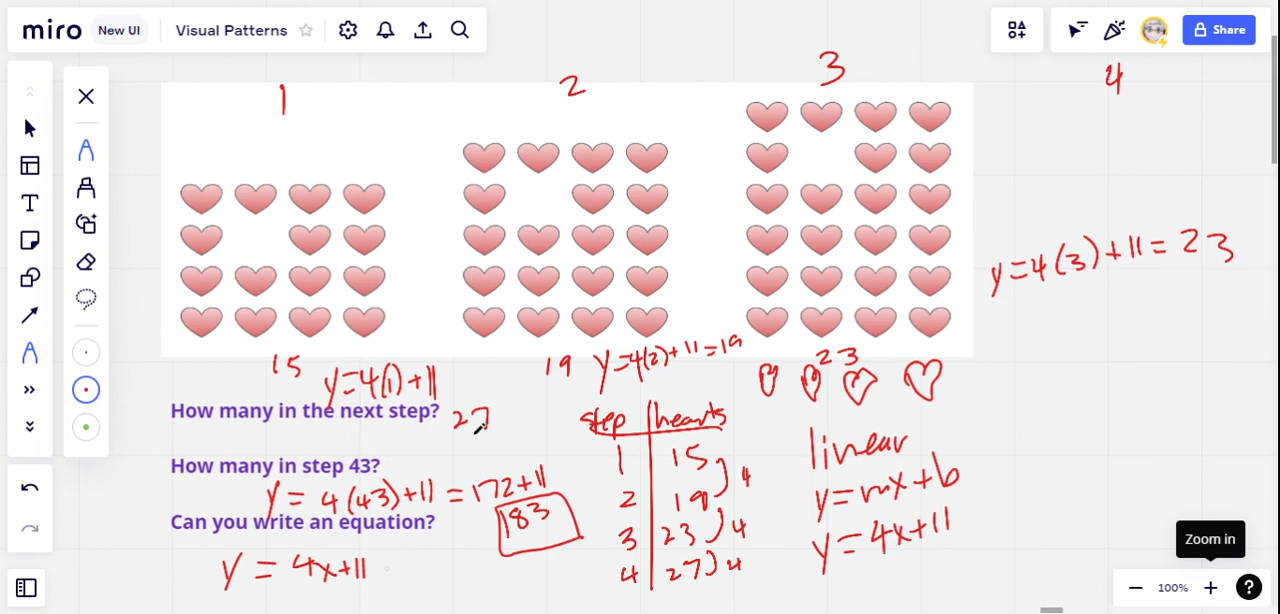 miro New UI Visual Patterns Share
1 2 3 4
y=4(3)+11=23
15 y=4(1)+11 19 y=4(2)+11=19 23
How many in the next step? 27
How many in step 43?
y = 4(43)+11 = 172+11
183
Can you write an equation?
y = 4x+11
step hearts
1 15
4
2 19
4
3 23
4
4 27
linear
y=mx+b
y=4x+11
Zoom in
100%